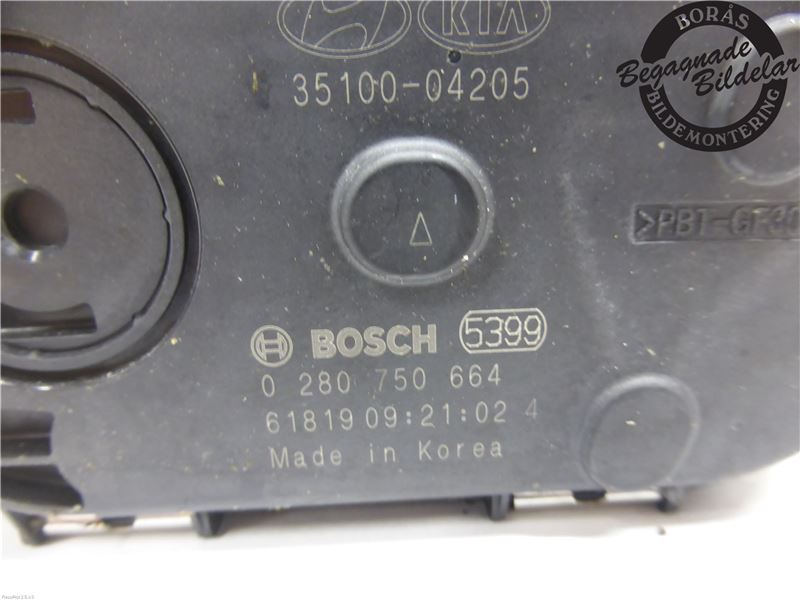 KIA
35100-04205
BORÅS
Begagnade
Bildelar
BILDEMONTERING
>PBT-GF30
BOSCH 5399
0 280 750 664
61819 09:21:02 4
Made in Korea